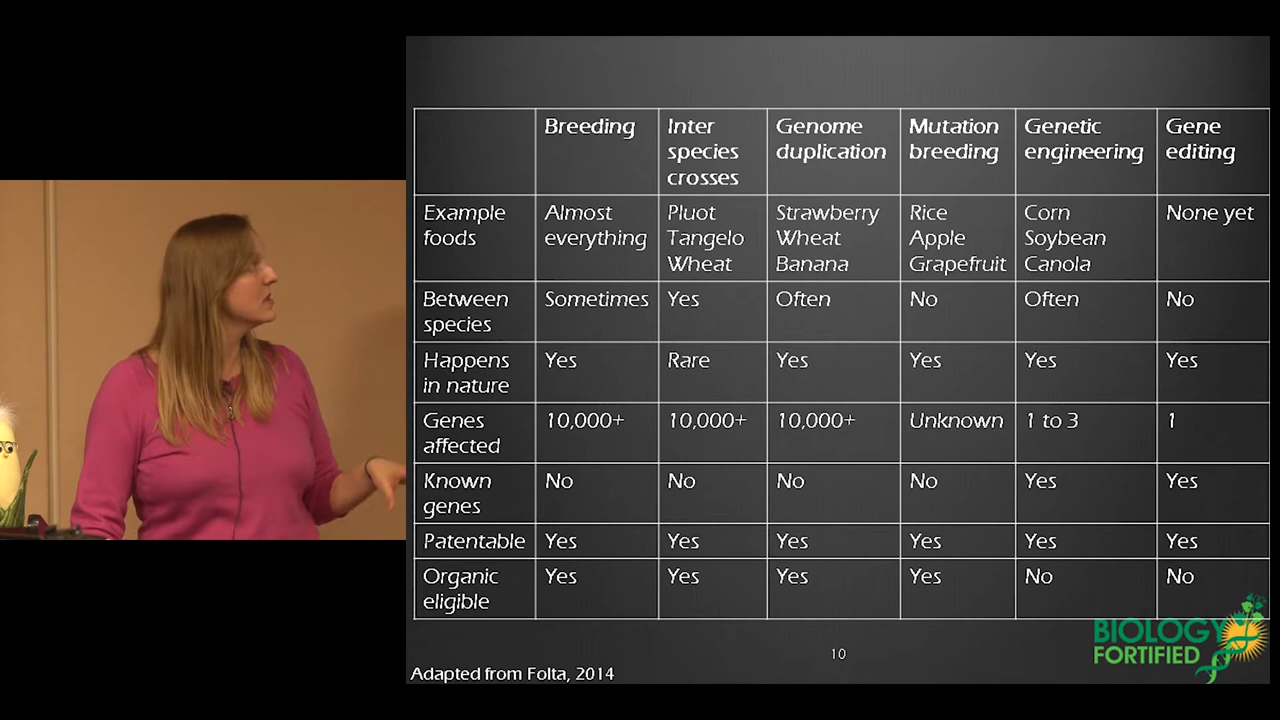 Breeding
Inter
species
crosses
Genome
duplication
Mutation
breeding
Genetic
engineering
Gene
editing
Example
foods
Almost
everything
Pluot
Tangelo
Wheat
Strawberry
Wheat
Banana
Rice
Apple
Grapefruit
Corn
Soybean
Canola
None yet
Between
species
Sometimes
Yes
Often
No
Often
No
Happens
in nature
Yes
Rare
Yes
Yes
Yes
Yes
Genes
affected
10,000+
10,000+
10,000+
Unknown
1 to 3
1
Known
genes
No
No
No
No
Yes
Yes
Patentable
Yes
Yes
Yes
Yes
Yes
Yes
Organic
eligible
Yes
Yes
Yes
Yes
No
No
BIOLOGY
FORTIFIED
10
Adapted from Folta, 2014